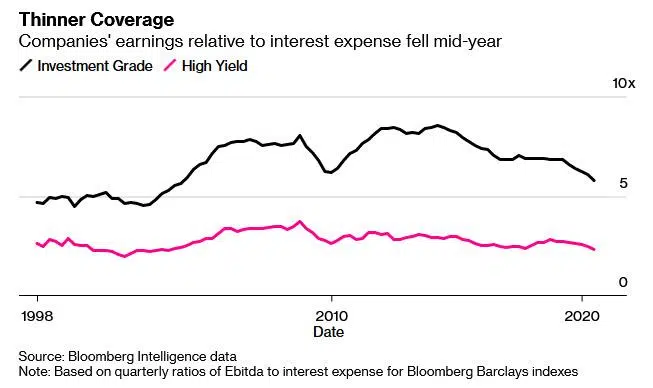 Thinner Coverage
Companies' earnings relative to interest expense fell mid-year
Investment Grade High Yield
10x
5
0
1998 2010 2020
Date
Source: Bloomberg Intelligence data
Note: Based on quarterly ratios of Ebitda to interest expense for Bloomberg Barclays indexes